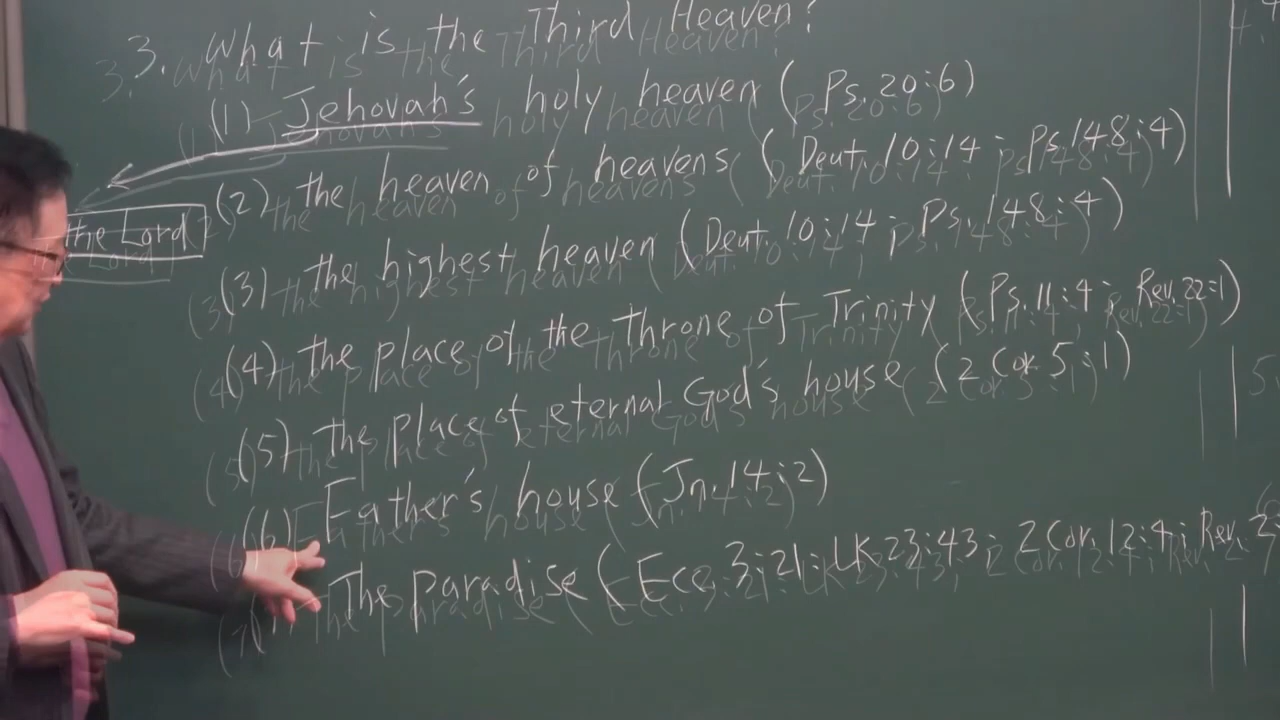 3. What is the Third Heaven?
(1) Jehovah's holy heaven (Ps. 20:6)
(2) the heaven of heavens (Deut. 10:14; Ps. 148:4)
the Lord
(3) the highest heaven (Deut. 10:14; Ps. 148:4)
(4) the place of the Throne of Trinity (Ps. 11:4; Rev. 22:1)
(5) the place of eternal God's house (2 Cor. 5:1)
(6) Father's house (Jn. 14:2)
(7) The paradise (Ecc. 3:21; LK. 23:43; 2 Cor. 12:4; Rev. 2: